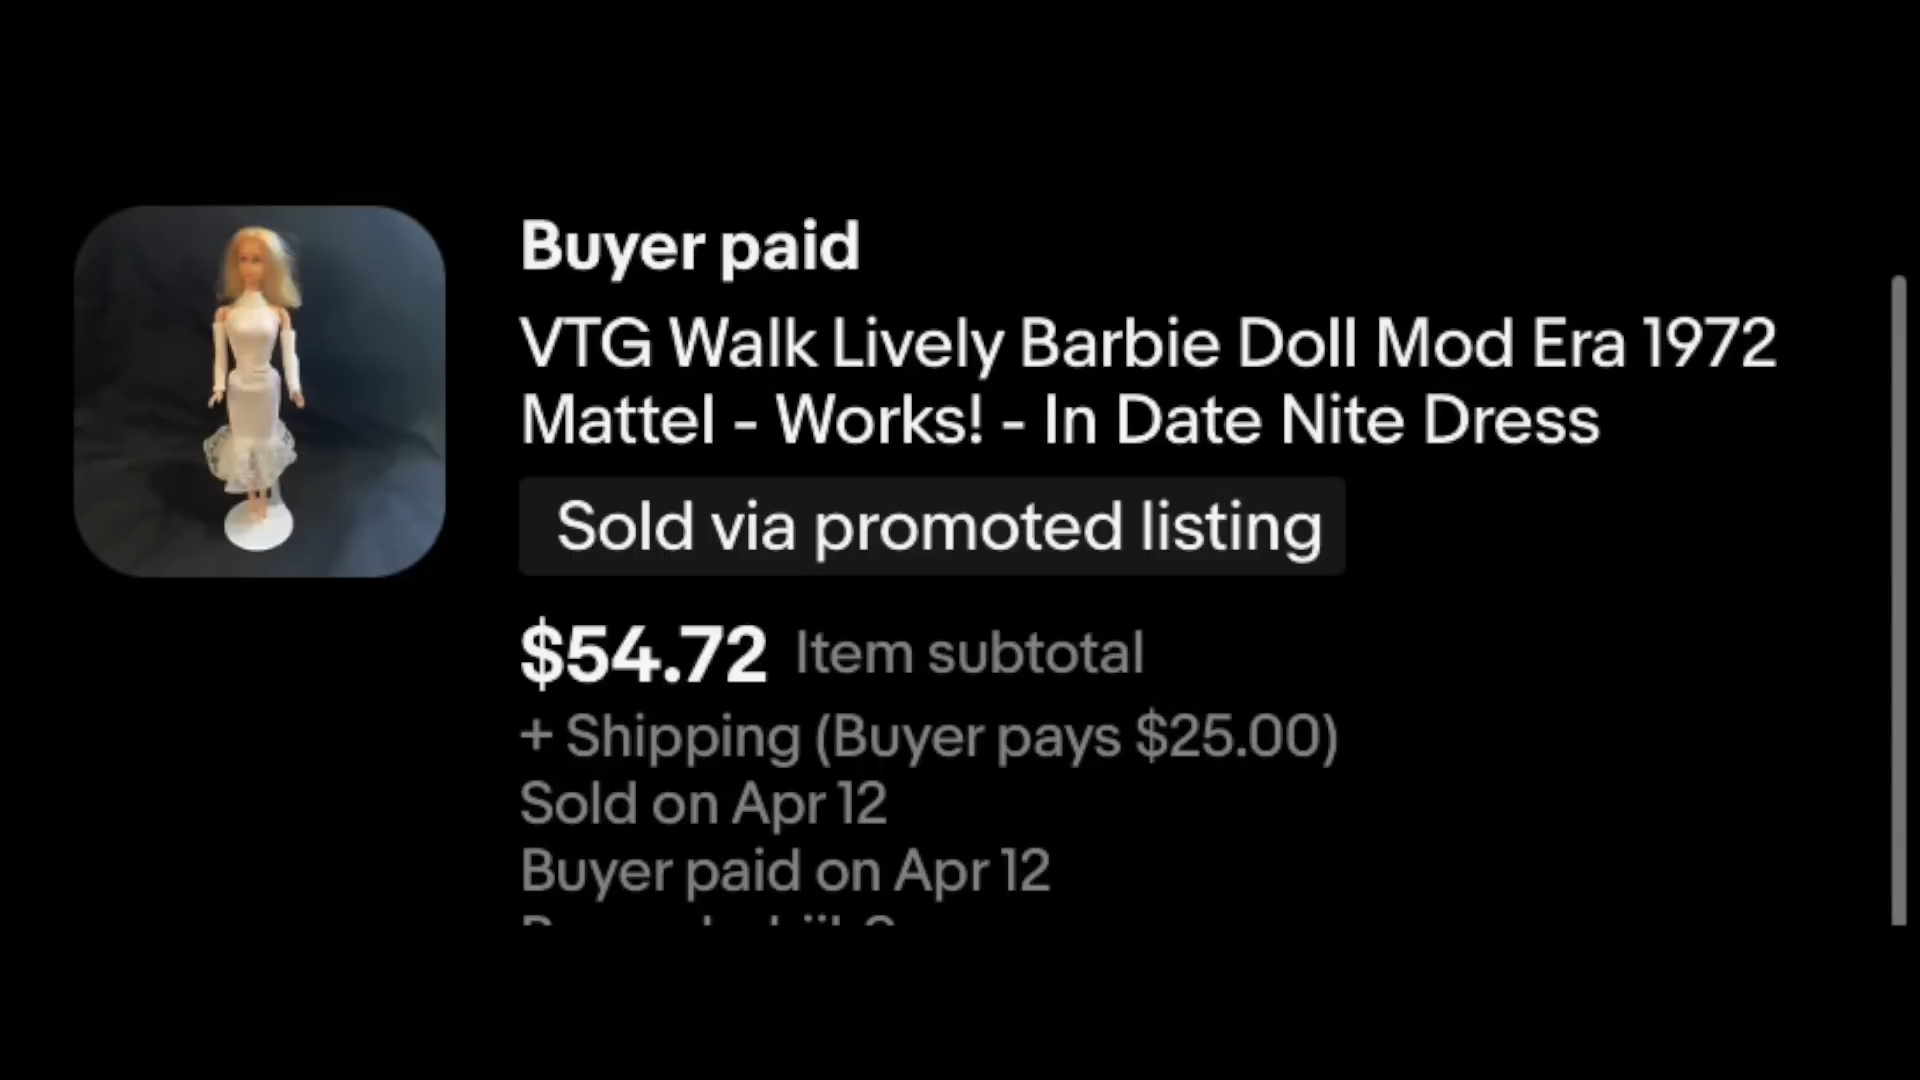 Buyer paid
VTG Walk Lively Barbie Doll Mod Era 1972
Mattel - Works! - In Date Nite Dress
Sold via promoted listing
$54.72 Item subtotal
+ Shipping (Buyer pays $25.00)
Sold on Apr 12
Buyer paid on Apr 12